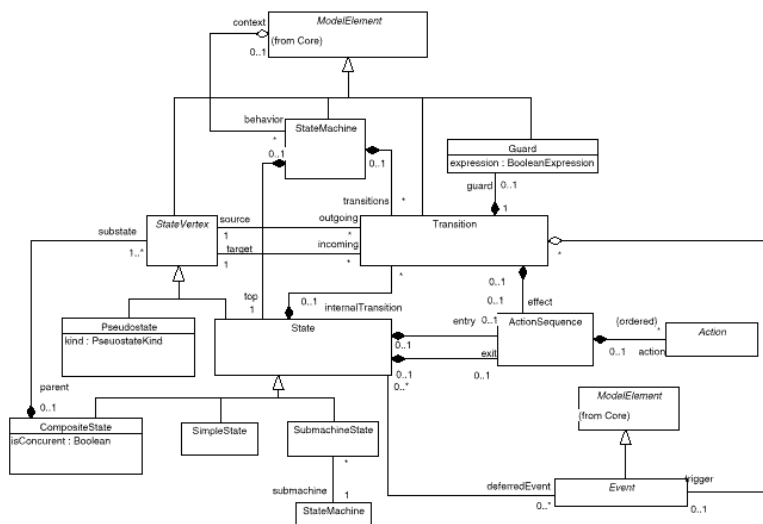 context
ModelElement
(from Core)
0..1
behavior
*
StateMachine
0..1
0..1
Guard
expression : BooleanExpression
guard
0..1
transitions
*
1
substate
1..*
StateVertex
source
1
outgoing
*
target
1
incoming
*
Transition
*
*
0..1
0..1
internalTransition
top
1
0..1
effect
Pseudostate
kind : PseuostateKind
State
entry
0..1
0..1
ActionSequence
(ordered)
*
0..1
action
Action
exit
0..1
0..1
0..*
parent
0..1
CompositeState
isConcurent : Boolean
SimpleState
SubmachineState
*
submachine
1
StateMachine
ModelElement
(from Core)
deferredEvent
0..*
Event
trigger
0..1